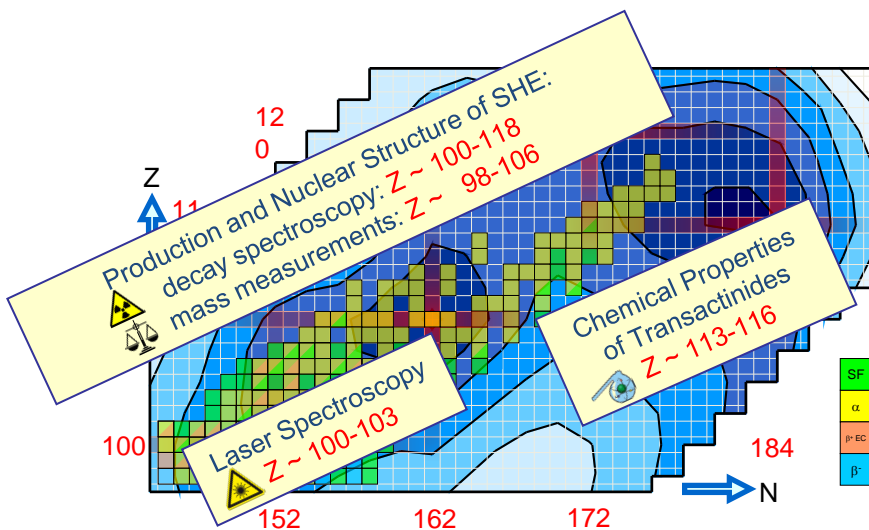 Production and Nuclear Structure of SHE:
decay spectroscopy: Z ~ 100-118
mass measurements: Z ~ 98-106
12
0
Z
11
Chemical Properties
of Transactinides
Z ~ 113-116
Laser Spectroscopy
Z ~ 100-103
SF
α
β+ EC
β-
100
184
N
152
162
172